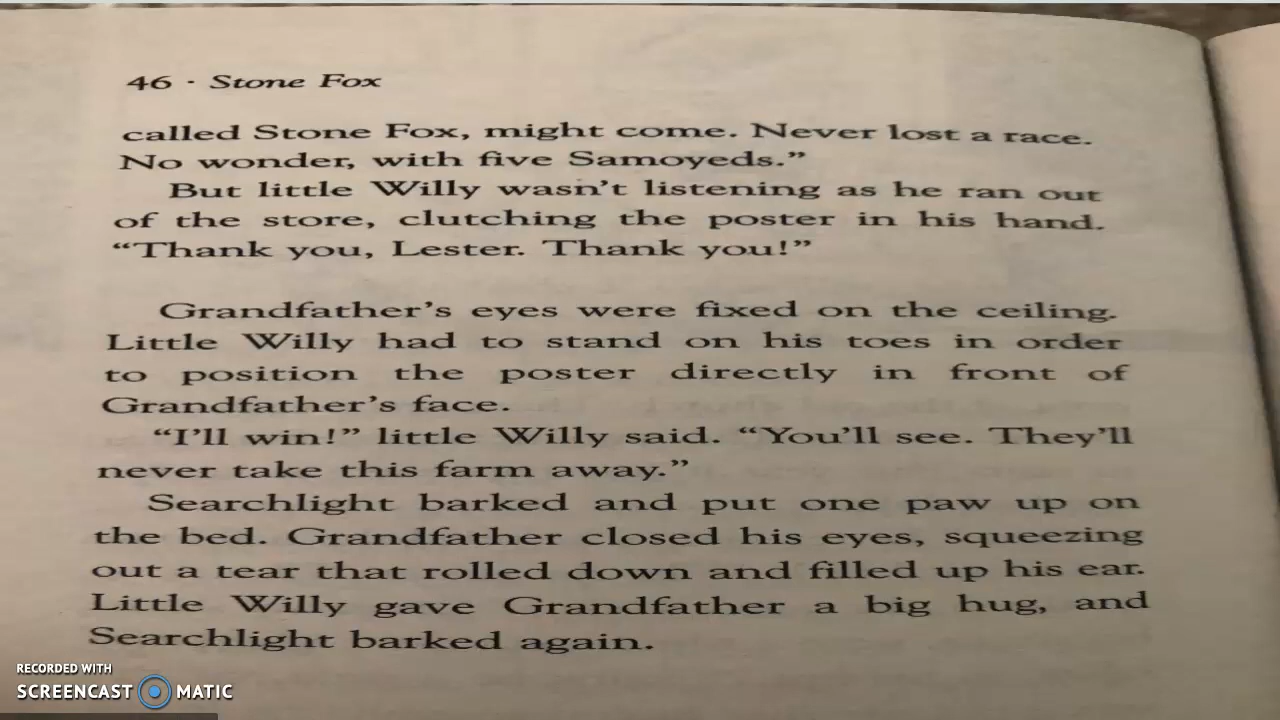 46 · Stone Fox
called Stone Fox, might come. Never lost a race.
No wonder, with five Samoyeds.”
But little Willy wasn’t listening as he ran out
of the store, clutching the poster in his hand.
“Thank you, Lester. Thank you!”
Grandfather’s eyes were fixed on the ceiling.
Little Willy had to stand on his toes in order
to position the poster directly in front of
Grandfather’s face.
“I’ll win!” little Willy said. “You’ll see. They’ll
never take this farm away.”
Searchlight barked and put one paw up on
the bed. Grandfather closed his eyes, squeezing
out a tear that rolled down and filled up his ear.
Little Willy gave Grandfather a big hug, and
Searchlight barked again.
RECORDED WITH
SCREENCAST MATIC